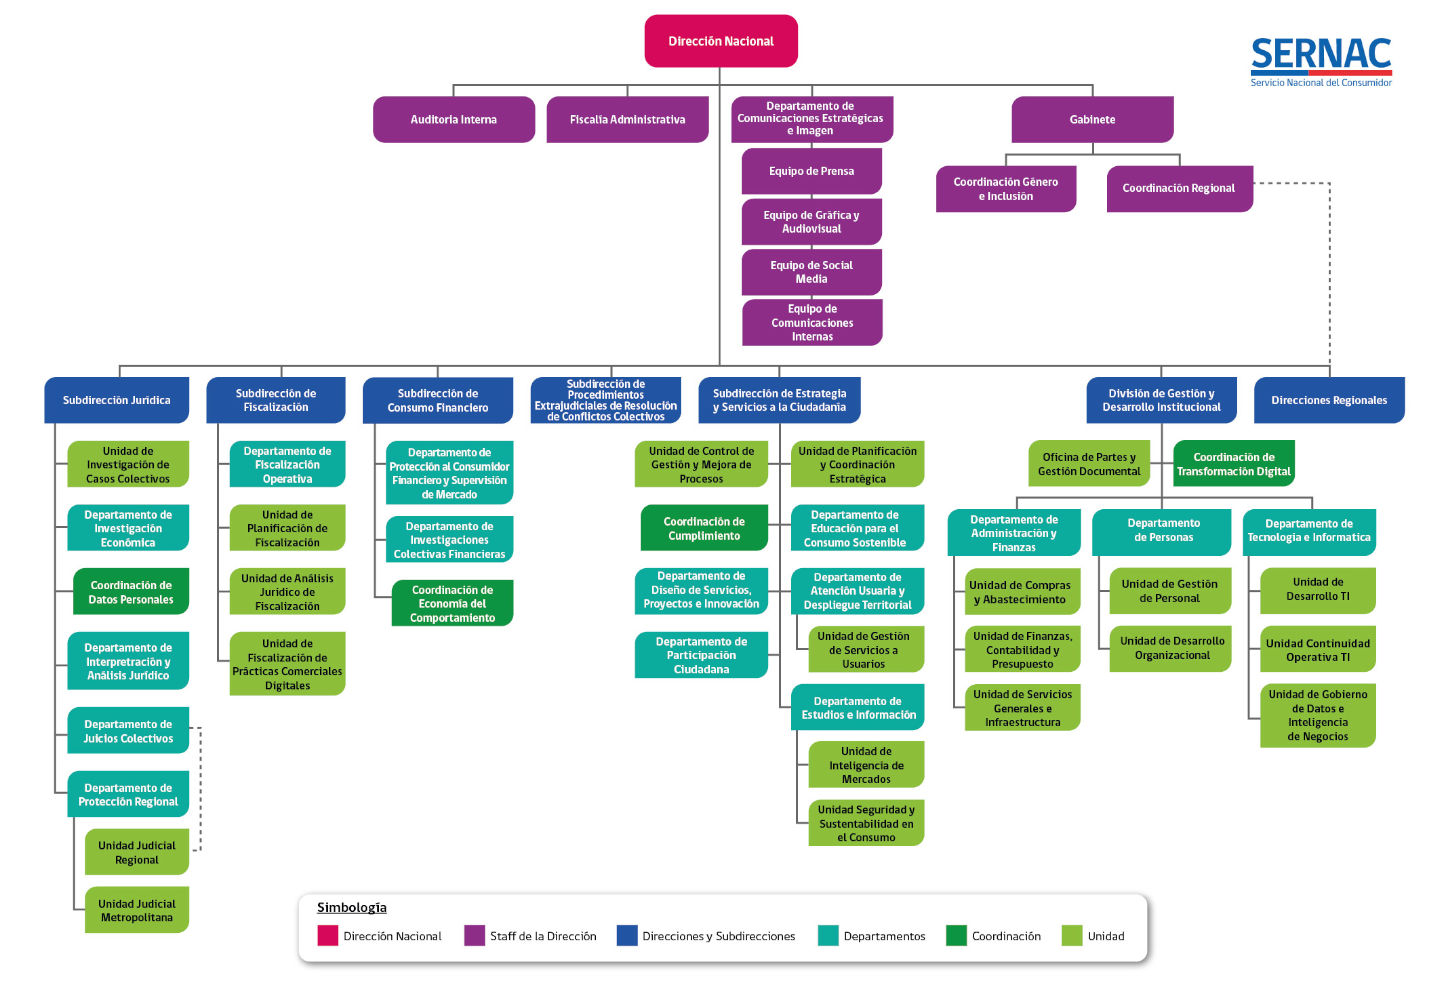 Dirección Nacional
SERNAC
Servicio Nacional del Consumidor
Auditoria Interna
Fiscalía Administrativa
Departamento de
Comunicaciones Estratégicas
e Imagen
Gabinete
Equipo de Prensa
Equipo de Gráfica y
Audiovisual
Equipo de Social
Media
Equipo de
Comunicaciones
Internas
Coordinación Género
e Inclusión
Coordinación Regional
Subdirección Jurídica
Subdirección de
Fiscalización
Subdirección de
Consumo Financiero
Subdirección de
Procedimientos
Extrajudiciales de Resolución
de Conflictos Colectivos
Subdirección de Estrategia
y Servicios a la Ciudadanía
División de Gestión y
Desarrollo Institucional
Direcciones Regionales
Unidad de
Investigación de
Casos Colectivos
Departamento de
Investigación
Económica
Coordinación de
Datos Personales
Departamento de
Interpretación y
Análisis Jurídico
Departamento de
Juicios Colectivos
Departamento de
Protección Regional
Unidad Judicial
Regional
Unidad Judicial
Metropolitana
Departamento de
Fiscalización
Operativa
Unidad de
Planificación de
Fiscalización
Unidad de Análisis
Jurídico de
Fiscalización
Unidad de
Fiscalización de
Prácticas Comerciales
Digitales
Departamento de
Protección al Consumidor
Financiero y Supervisión
de Mercado
Departamento de
Investigaciones
Colectivas Financieras
Coordinación de
Economía del
Comportamiento
Unidad de Control de
Gestión y Mejora de
Procesos
Unidad de Planificación
y Coordinación
Estratégica
Coordinación de
Cumplimiento
Departamento de
Educación para el
Consumo Sostenible
Departamento de
Diseño de Servicios,
Proyectos e Innovación
Departamento de
Atención Usuaria y
Despliegue Territorial
Departamento de
Participación
Ciudadana
Unidad de Gestión
de Servicios a
Usuarios
Departamento de
Estudios e Información
Unidad de
Inteligencia de
Mercados
Unidad Seguridad y
Sustentabilidad en
el Consumo
Oficina de Partes y
Gestión Documental
Coordinación de
Transformación Digital
Departamento de
Administración y
Finanzas
Unidad de Compras
y Abastecimiento
Unidad de Finanzas,
Contabilidad y
Presupuesto
Unidad de Servicios
Generales e
Infraestructura
Departamento
de Personas
Unidad de Gestión
de Personal
Unidad de Desarrollo
Organizacional
Departamento de
Tecnología e Informatica
Unidad de
Desarrollo TI
Unidad Continuidad
Operativa TI
Unidad de Gobierno
de Datos e
Inteligencia
de Negocios
Simbología
Dirección Nacional
Staff de la Dirección
Direcciones y Subdirecciones
Departamentos
Coordinación
Unidad